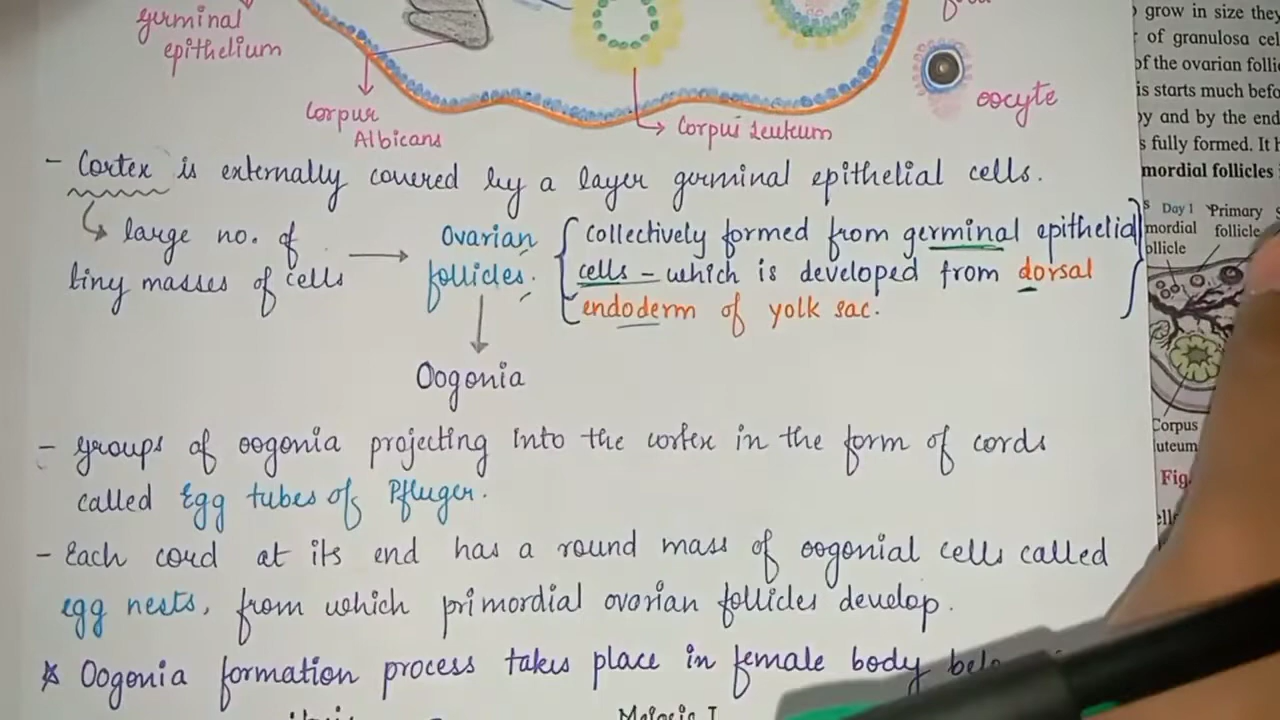 germinal
epithelium
Corpus
Albicans
Corpus Leuteum
oocyte
- Cortex is externally covered by a layer germinal epithelial cells.
large no. of
tiny masses of cells
Ovarian
follicles.
collectively formed from germinal epithelial
cells - which is developed from dorsal
endoderm of yolk sac.
Oogonia
- groups of oogonia projecting into the cortex in the form of cords
called Egg tubes of Pfluger.
- Each cord at its end has a round mass of oogonial cells called
egg nests, from which primordial ovarian follicles develop.
* Oogonia formation process takes place in female body
Meiosis I
grow in size they
of granulosa
of the ovarian
is starts much
and by the end
fully formed. It
mordial follicles
Day 1 Primary
mordial follicle
ollicle
Corpus
uteum
Fig.